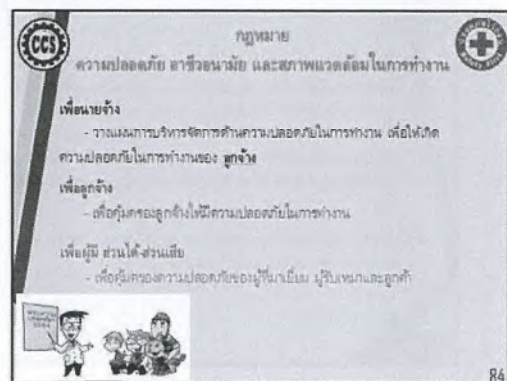 CCS
กฎหมาย
ความปลอดภัย อาชีวอนามัย และสภาพแวดล้อมในการทำงาน
เพื่อนายจ้าง
- วางแผนการบริหารจัดการด้านความปลอดภัยในการทำงาน เพื่อให้เกิด
ความปลอดภัยในการทำงานของ ลูกจ้าง
เพื่อลูกจ้าง
- เพื่อคุ้มครองลูกจ้างให้มีความปลอดภัยในการทำงาน
เพื่อผู้มี ส่วนได้-ส่วนเสีย
- เพื่อคุ้มครองความปลอดภัยของผู้ที่มาเยี่ยม ผู้รับเหมาและลูกค้า
84